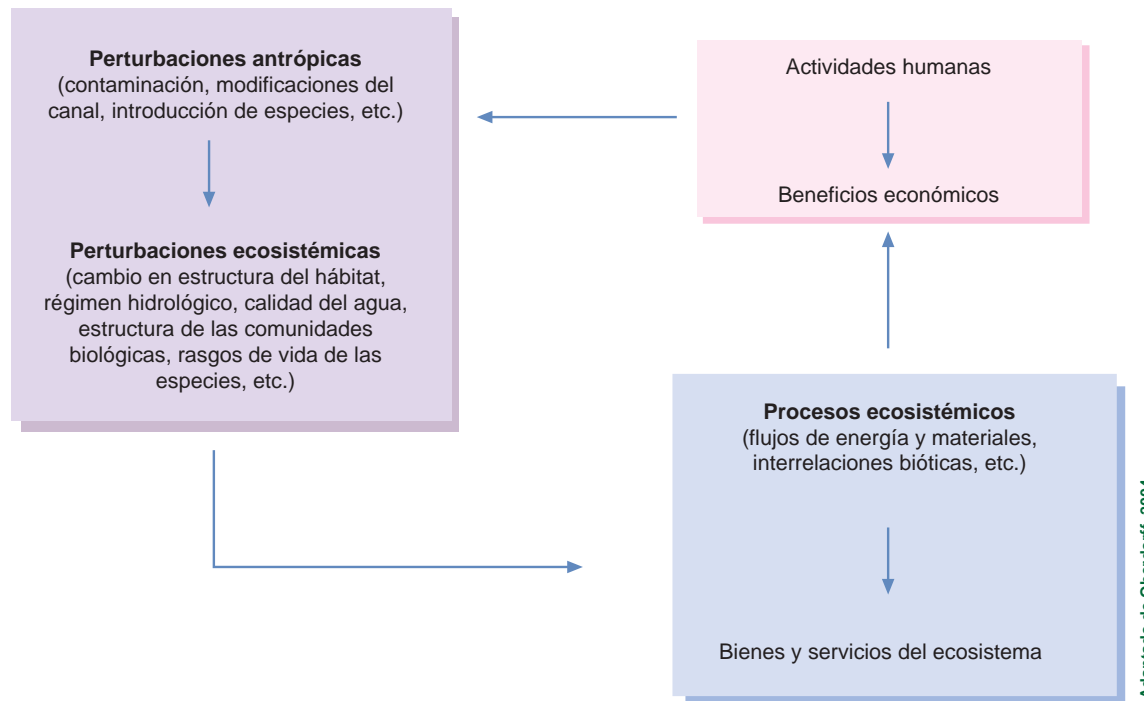 Perturbaciones antrópicas
(contaminación, modificaciones del
canal, introducción de especies, etc.)
Perturbaciones ecosistémicas
(cambio en estructura del hábitat,
régimen hidrológico, calidad del agua,
estructura de las comunidades
biológicas, rasgos de vida de las
especies, etc.)
Actividades humanas
Beneficios económicos
Procesos ecosistémicos
(flujos de energía y materiales,
interrelaciones bióticas, etc.)
Bienes y servicios del ecosistema
Adaptado de